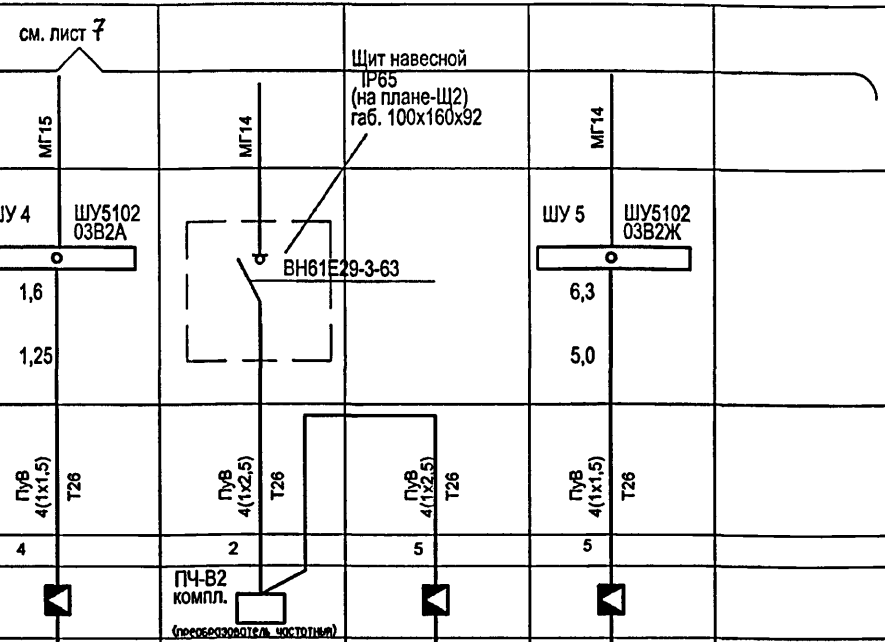 см. лист 7
Щит навесной
IP65
(на плане-Щ2)
габ. 100х160х92
МГ15
МГ14
МГ14
ШУ 4
ШУ5102
03В2А
ШУ 5
ШУ5102
03В2Ж
ВН61Е29-3-63
1,6
6,3
1,25
5,0
ПуВ
4(1х1,5)
Т26
ПуВ
4(1х2,5)
Т26
ПуВ
4(1х2,5)
Т26
ПуВ
4(1х1,5)
Т26
4
2
5
5
ПЧ-В2
компл.
(преобразователь частотный)